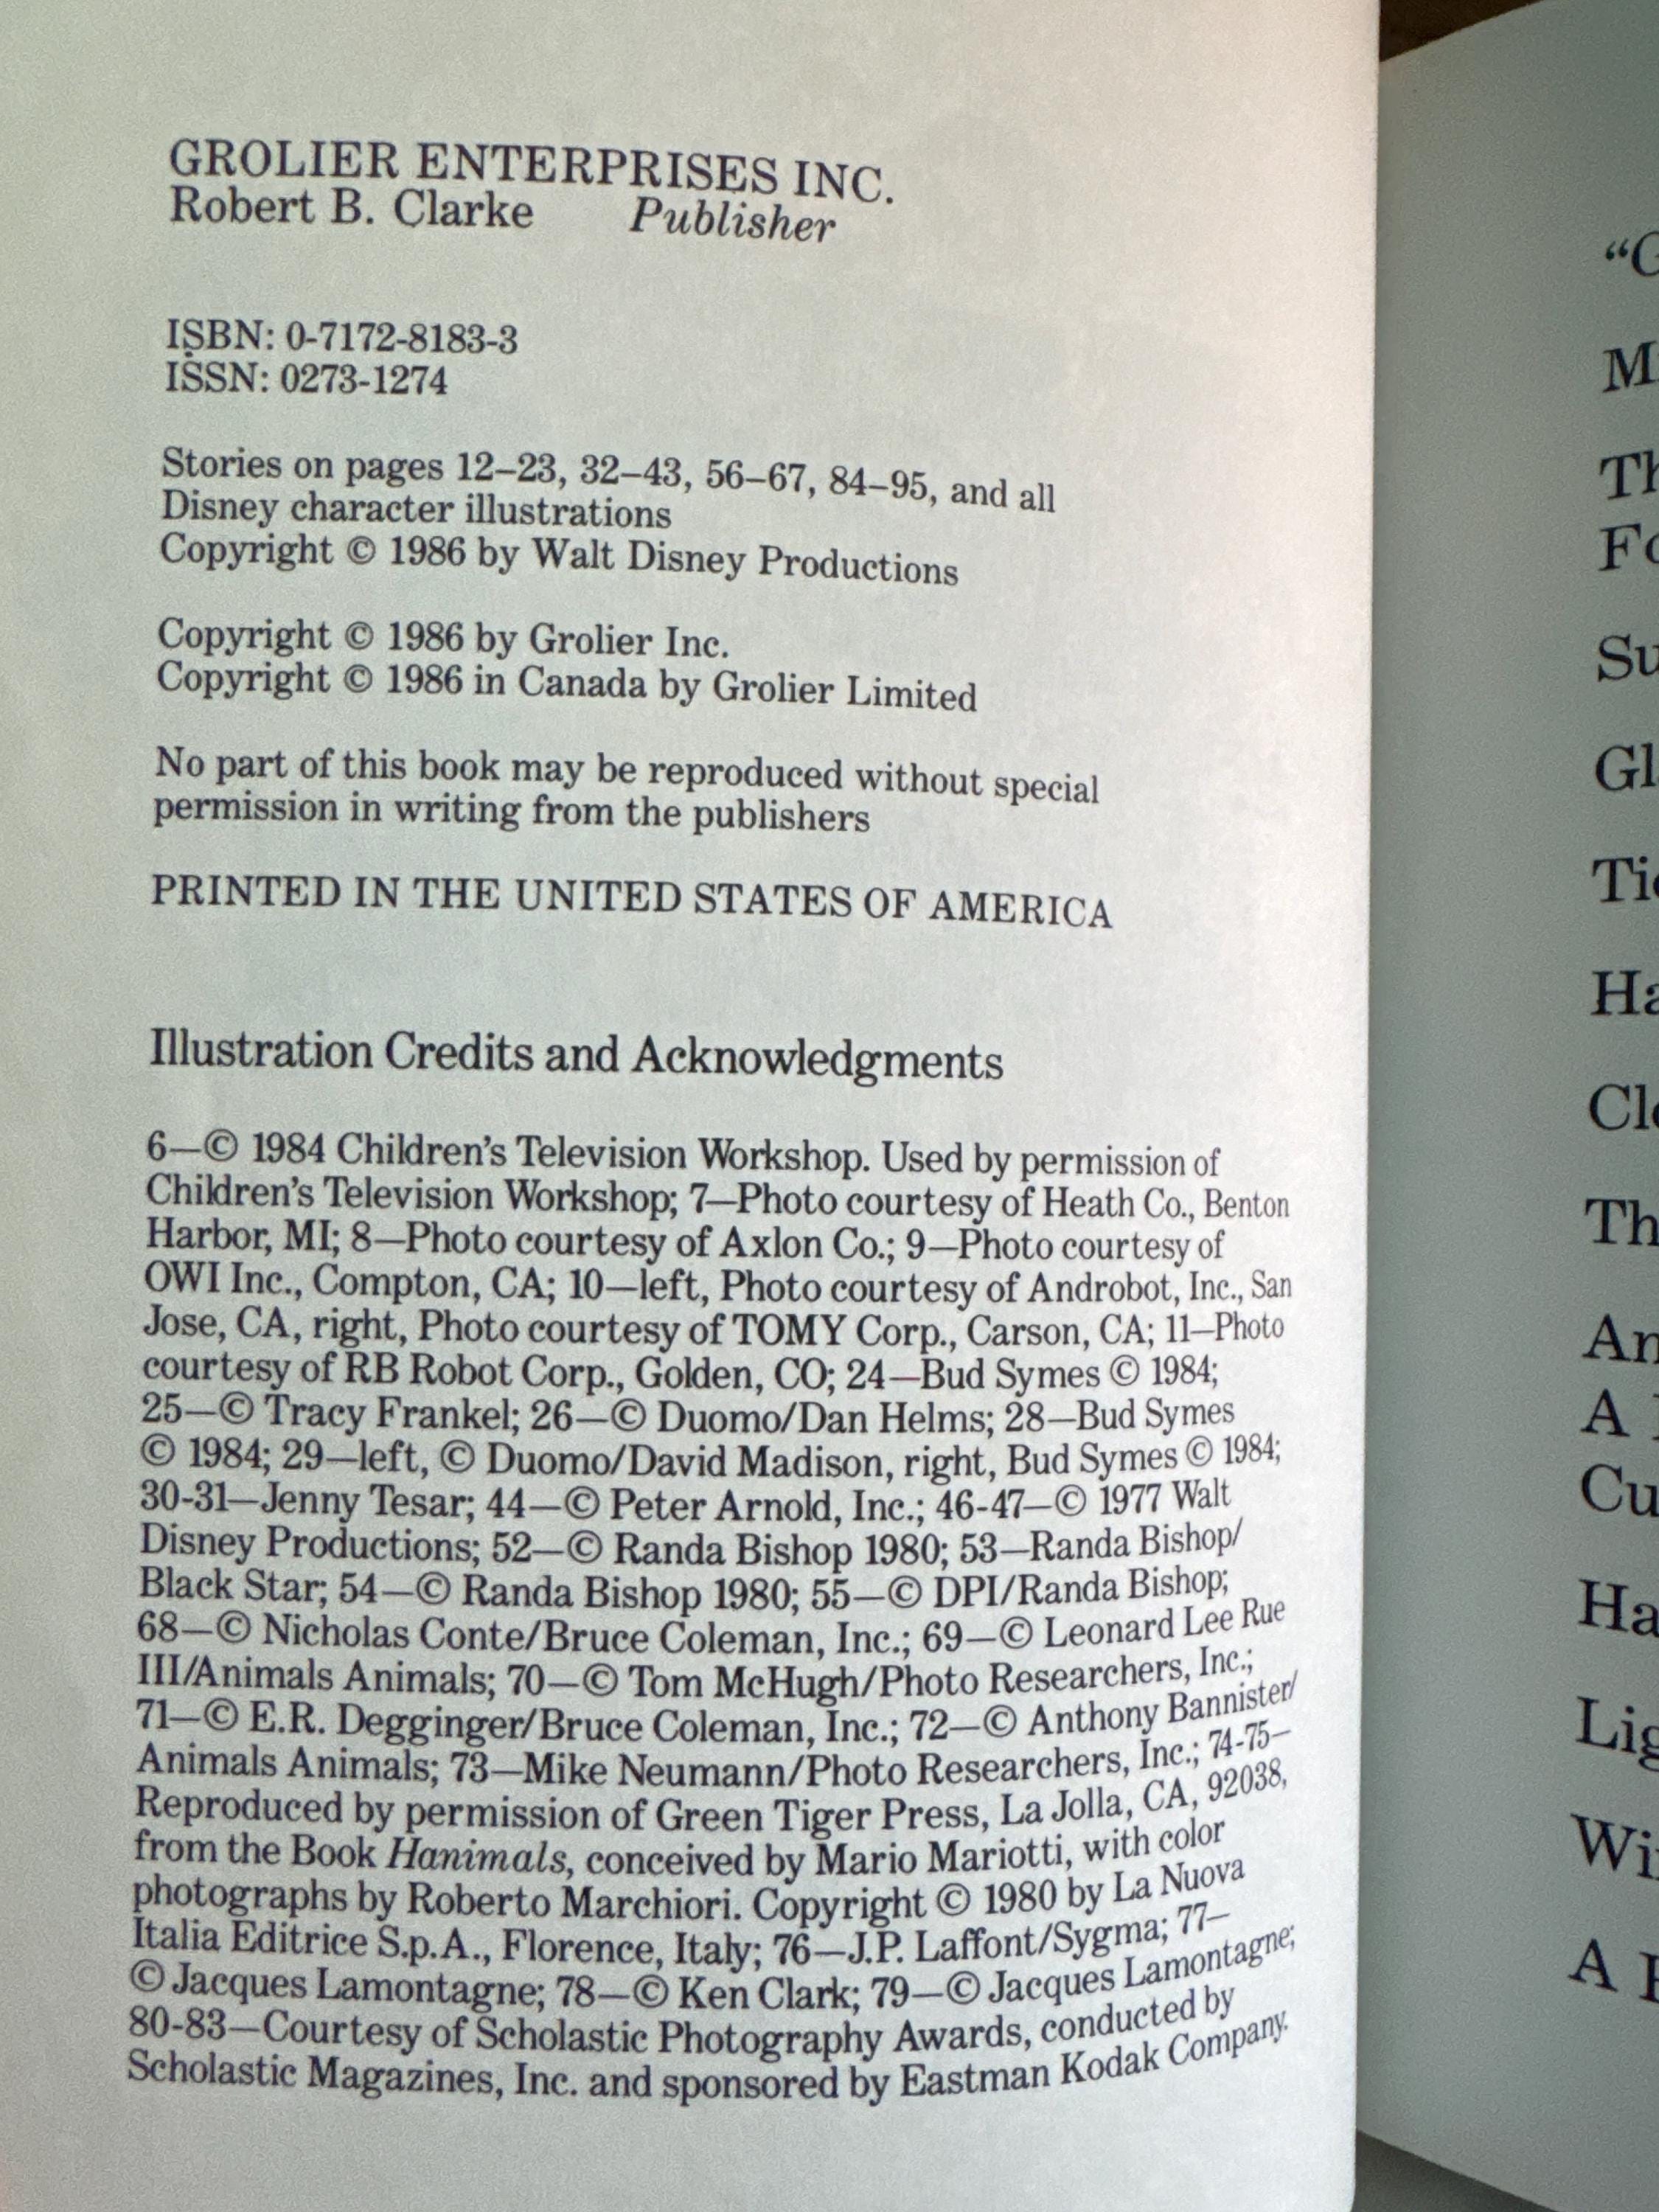 GROLIER ENTERPRISES INC.
Robert B. Clarke Publisher
ISBN: 0-7172-8183-3
ISSN: 0273-1274
Stories on pages 12–23, 32–43, 56–67, 84–95, and all
Disney character illustrations
Copyright © 1986 by Walt Disney Productions
Copyright © 1986 by Grolier Inc.
Copyright © 1986 in Canada by Grolier Limited
No part of this book may be reproduced without special
permission in writing from the publishers
PRINTED IN THE UNITED STATES OF AMERICA
Illustration Credits and Acknowledgments
6—© 1984 Children's Television Workshop. Used by permission of
Children's Television Workshop; 7—Photo courtesy of Heath Co., Benton
Harbor, MI; 8—Photo courtesy of Axlon Co.; 9—Photo courtesy of
OWI Inc., Compton, CA; 10—left, Photo courtesy of Androbot, Inc., San
Jose, CA, right, Photo courtesy of TOMY Corp., Carson, CA; 11—Photo
courtesy of RB Robot Corp., Golden, CO; 24—Bud Symes © 1984;
25—© Tracy Frankel; 26—© Duomo/Dan Helms; 28—Bud Symes
© 1984; 29—left, © Duomo/David Madison, right, Bud Symes © 1984;
30-31—Jenny Tesar; 44—© Peter Arnold, Inc.; 46-47—© 1977 Walt
Disney Productions; 52—© Randa Bishop 1980; 53—Randa Bishop/
Black Star; 54—© Randa Bishop 1980; 55—© DPI/Randa Bishop;
68—© Nicholas Conte/Bruce Coleman, Inc.; 69—© Leonard Lee Rue
III/Animals Animals; 70—© Tom McHugh/Photo Researchers, Inc.;
71—© E.R. Degginger/Bruce Coleman, Inc.; 72—© Anthony Bannister/
Animals Animals; 73—Mike Neumann/Photo Researchers, Inc.; 74-75—
Reproduced by permission of Green Tiger Press, La Jolla, CA, 92038,
from the Book Hanimals, conceived by Mario Mariotti, with color
photographs by Roberto Marchiori. Copyright © 1980 by La Nuova
Italia Editrice S.p.A., Florence, Italy; 76—J.P. Laffont/Sygma; 77—
© Jacques Lamontagne; 78—© Ken Clark; 79—© Jacques Lamontagne;
80-83—Courtesy of Scholastic Photography Awards, conducted by
Scholastic Magazines, Inc. and sponsored by Eastman Kodak Company.